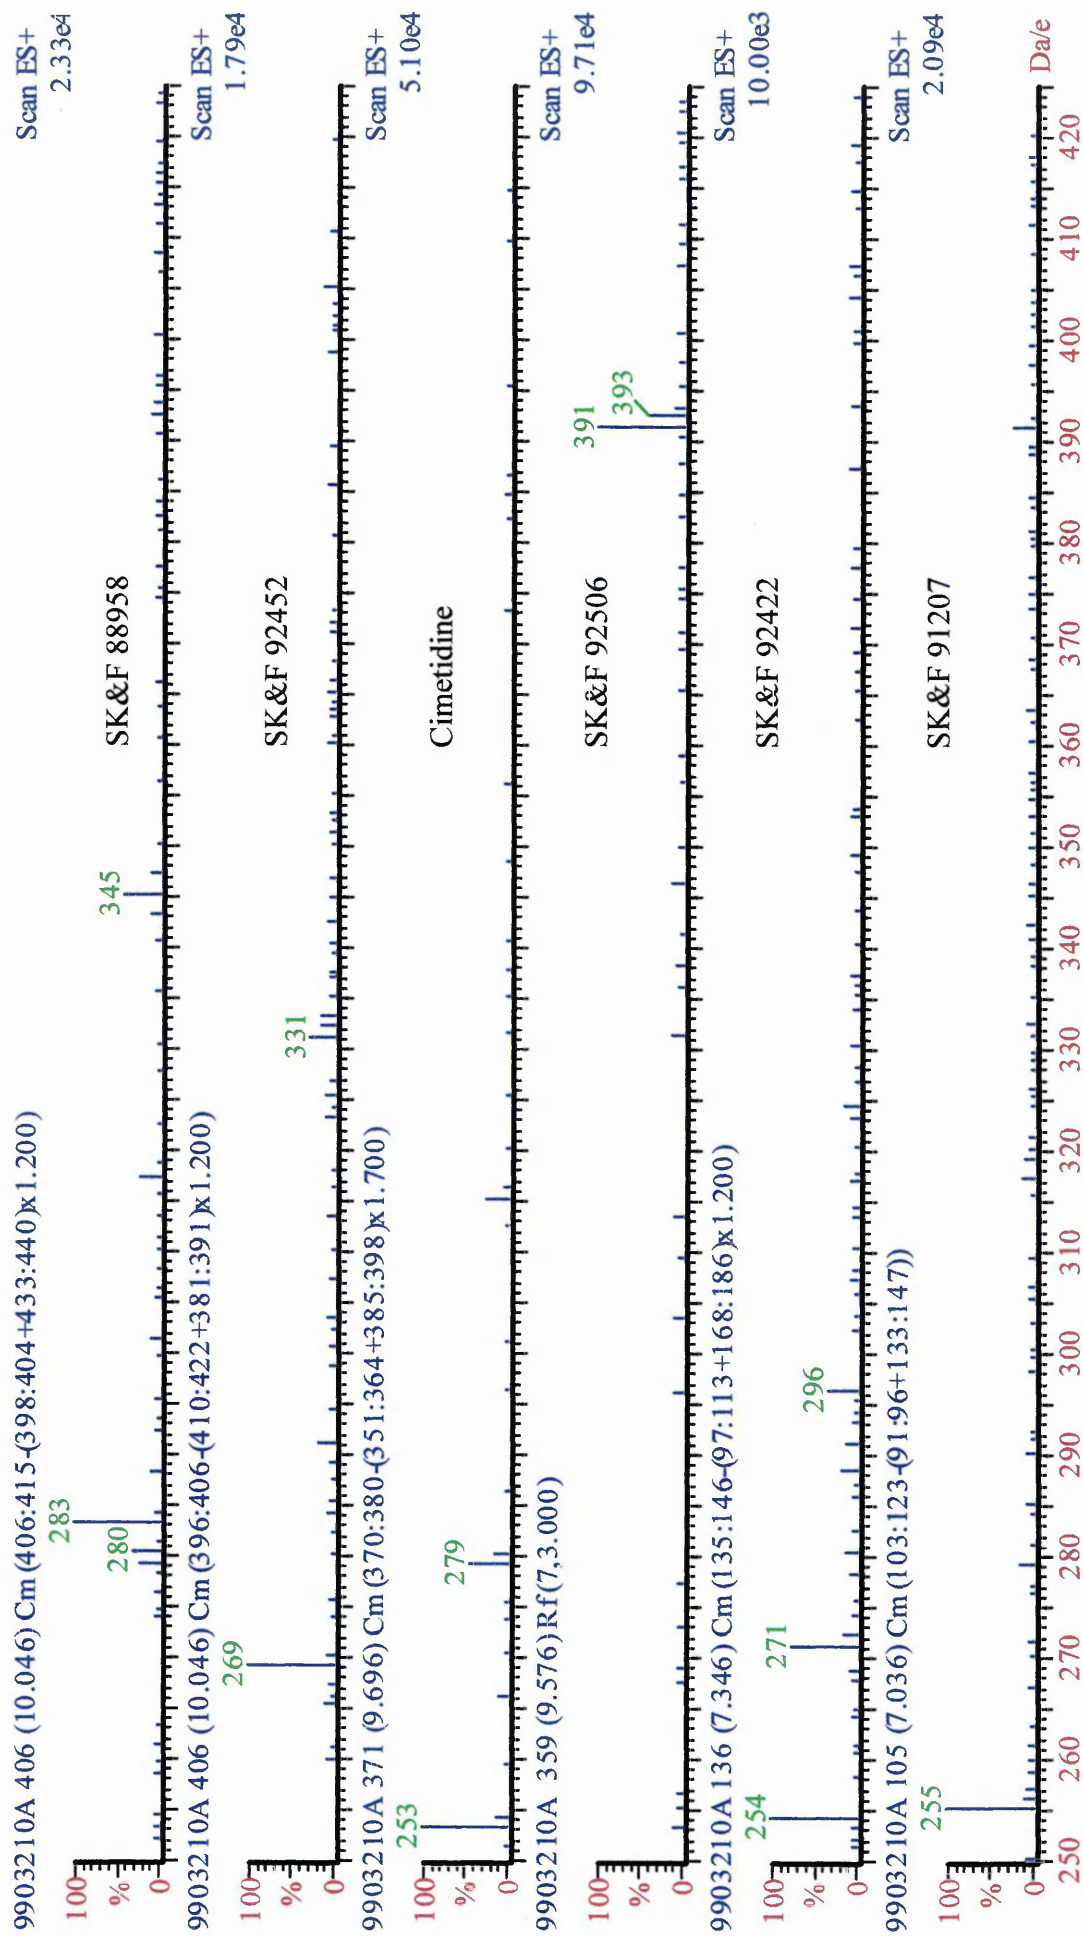 9903210A 406 (10.046) Cm (406:415-(398:404+433:440)x1.200)
Scan ES+
2.33e4
100
%
0
283
280
345
SK&F 88958
9903210A 406 (10.046) Cm (396:406-(410:422+381:391)x1.200)
Scan ES+
1.79e4
100
%
0
269
331
SK&F 92452
9903210A 371 (9.696) Cm (370:380-(351:364+385:398)x1.700)
Scan ES+
5.10e4
100
%
0
253
279
Cimetidine
9903210A 359 (9.576) Rf (7,3.000)
Scan ES+
9.71e4
100
%
0
391
393
SK&F 92506
9903210A 136 (7.346) Cm (135:146-(97:113+168:186)x1.200)
Scan ES+
10.00e3
100
%
0
254
271
296
SK&F 92422
9903210A 105 (7.036) Cm (103:123-(91:96+133:147))
Scan ES+
2.09e4
100
%
0
255
SK&F 91207
250 260 270 280 290 300 310 320 330 340 350 360 370 380 390 400 410 420 Da/e